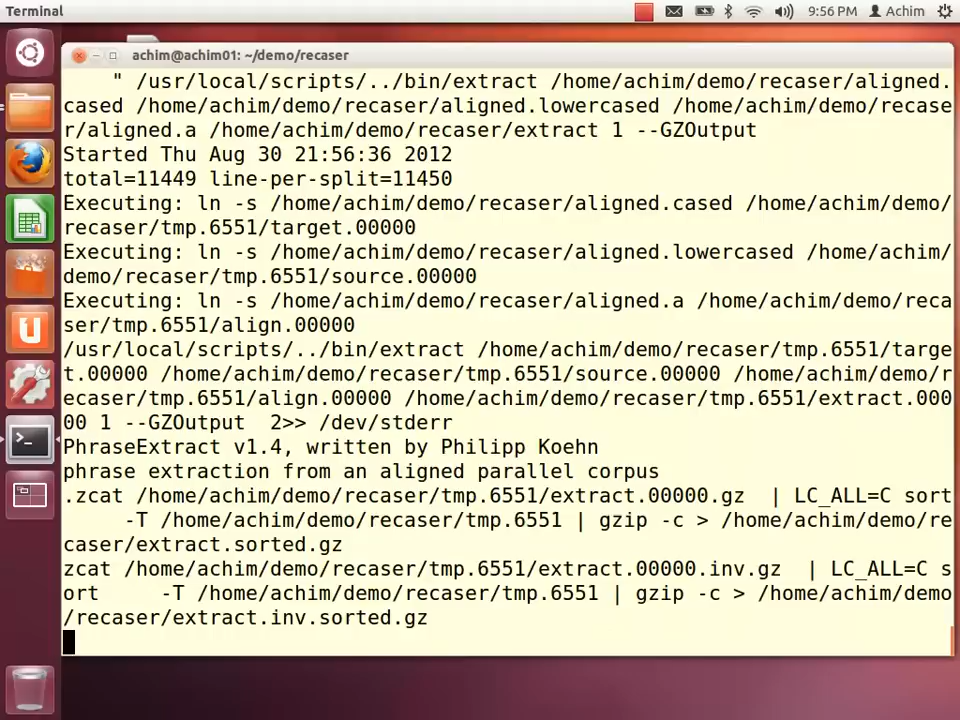 Terminal
9:56 PM
Achim
achim@achim01: ~/demo/recaser
" /usr/local/scripts/../bin/extract /home/achim/demo/recaser/aligned.
cased /home/achim/demo/recaser/aligned.lowercased /home/achim/demo/recase
r/aligned.a /home/achim/demo/recaser/extract 1 --GZOutput
Started Thu Aug 30 21:56:36 2012
total=11449 line-per-split=11450
Executing: ln -s /home/achim/demo/recaser/aligned.cased /home/achim/demo/
recaser/tmp.6551/target.00000
Executing: ln -s /home/achim/demo/recaser/aligned.lowercased /home/achim/
demo/recaser/tmp.6551/source.00000
Executing: ln -s /home/achim/demo/recaser/aligned.a /home/achim/demo/reca
ser/tmp.6551/align.00000
/usr/local/scripts/../bin/extract /home/achim/demo/recaser/tmp.6551/targe
t.00000 /home/achim/demo/recaser/tmp.6551/source.00000 /home/achim/demo/r
ecaser/tmp.6551/align.00000 /home/achim/demo/recaser/tmp.6551/extract.000
00 1 --GZOutput  2>> /dev/stderr
PhraseExtract v1.4, written by Philipp Koehn
phrase extraction from an aligned parallel corpus
.zcat /home/achim/demo/recaser/tmp.6551/extract.00000.gz  | LC_ALL=C sort
-T /home/achim/demo/recaser/tmp.6551 | gzip -c > /home/achim/demo/re
caser/extract.sorted.gz
zcat /home/achim/demo/recaser/tmp.6551/extract.00000.inv.gz  | LC_ALL=C s
ort     -T /home/achim/demo/recaser/tmp.6551 | gzip -c > /home/achim/demo
/recaser/extract.inv.sorted.gz